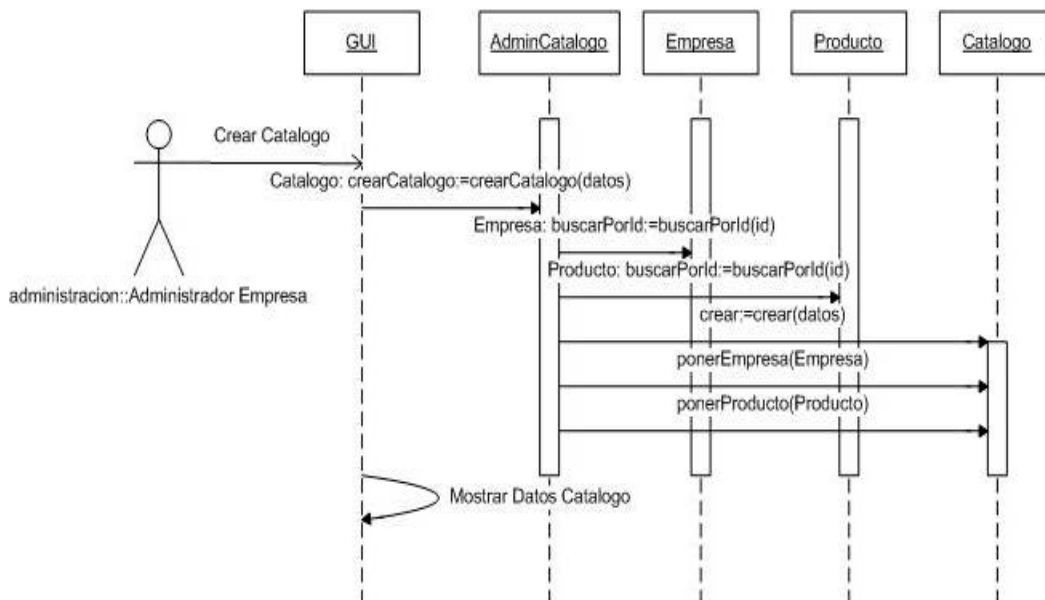 GUI
AdminCatalogo
Empresa
Producto
Catalogo
Crear Catalogo
Catalogo: crearCatalogo:=crearCatalogo(datos)
Empresa: buscarPorId:=buscarPorId(id)
Producto: buscarPorId:=buscarPorId(id)
administracion::Administrador Empresa
crear:=crear(datos)
ponerEmpresa(Empresa)
ponerProducto(Producto)
Mostrar Datos Catalogo